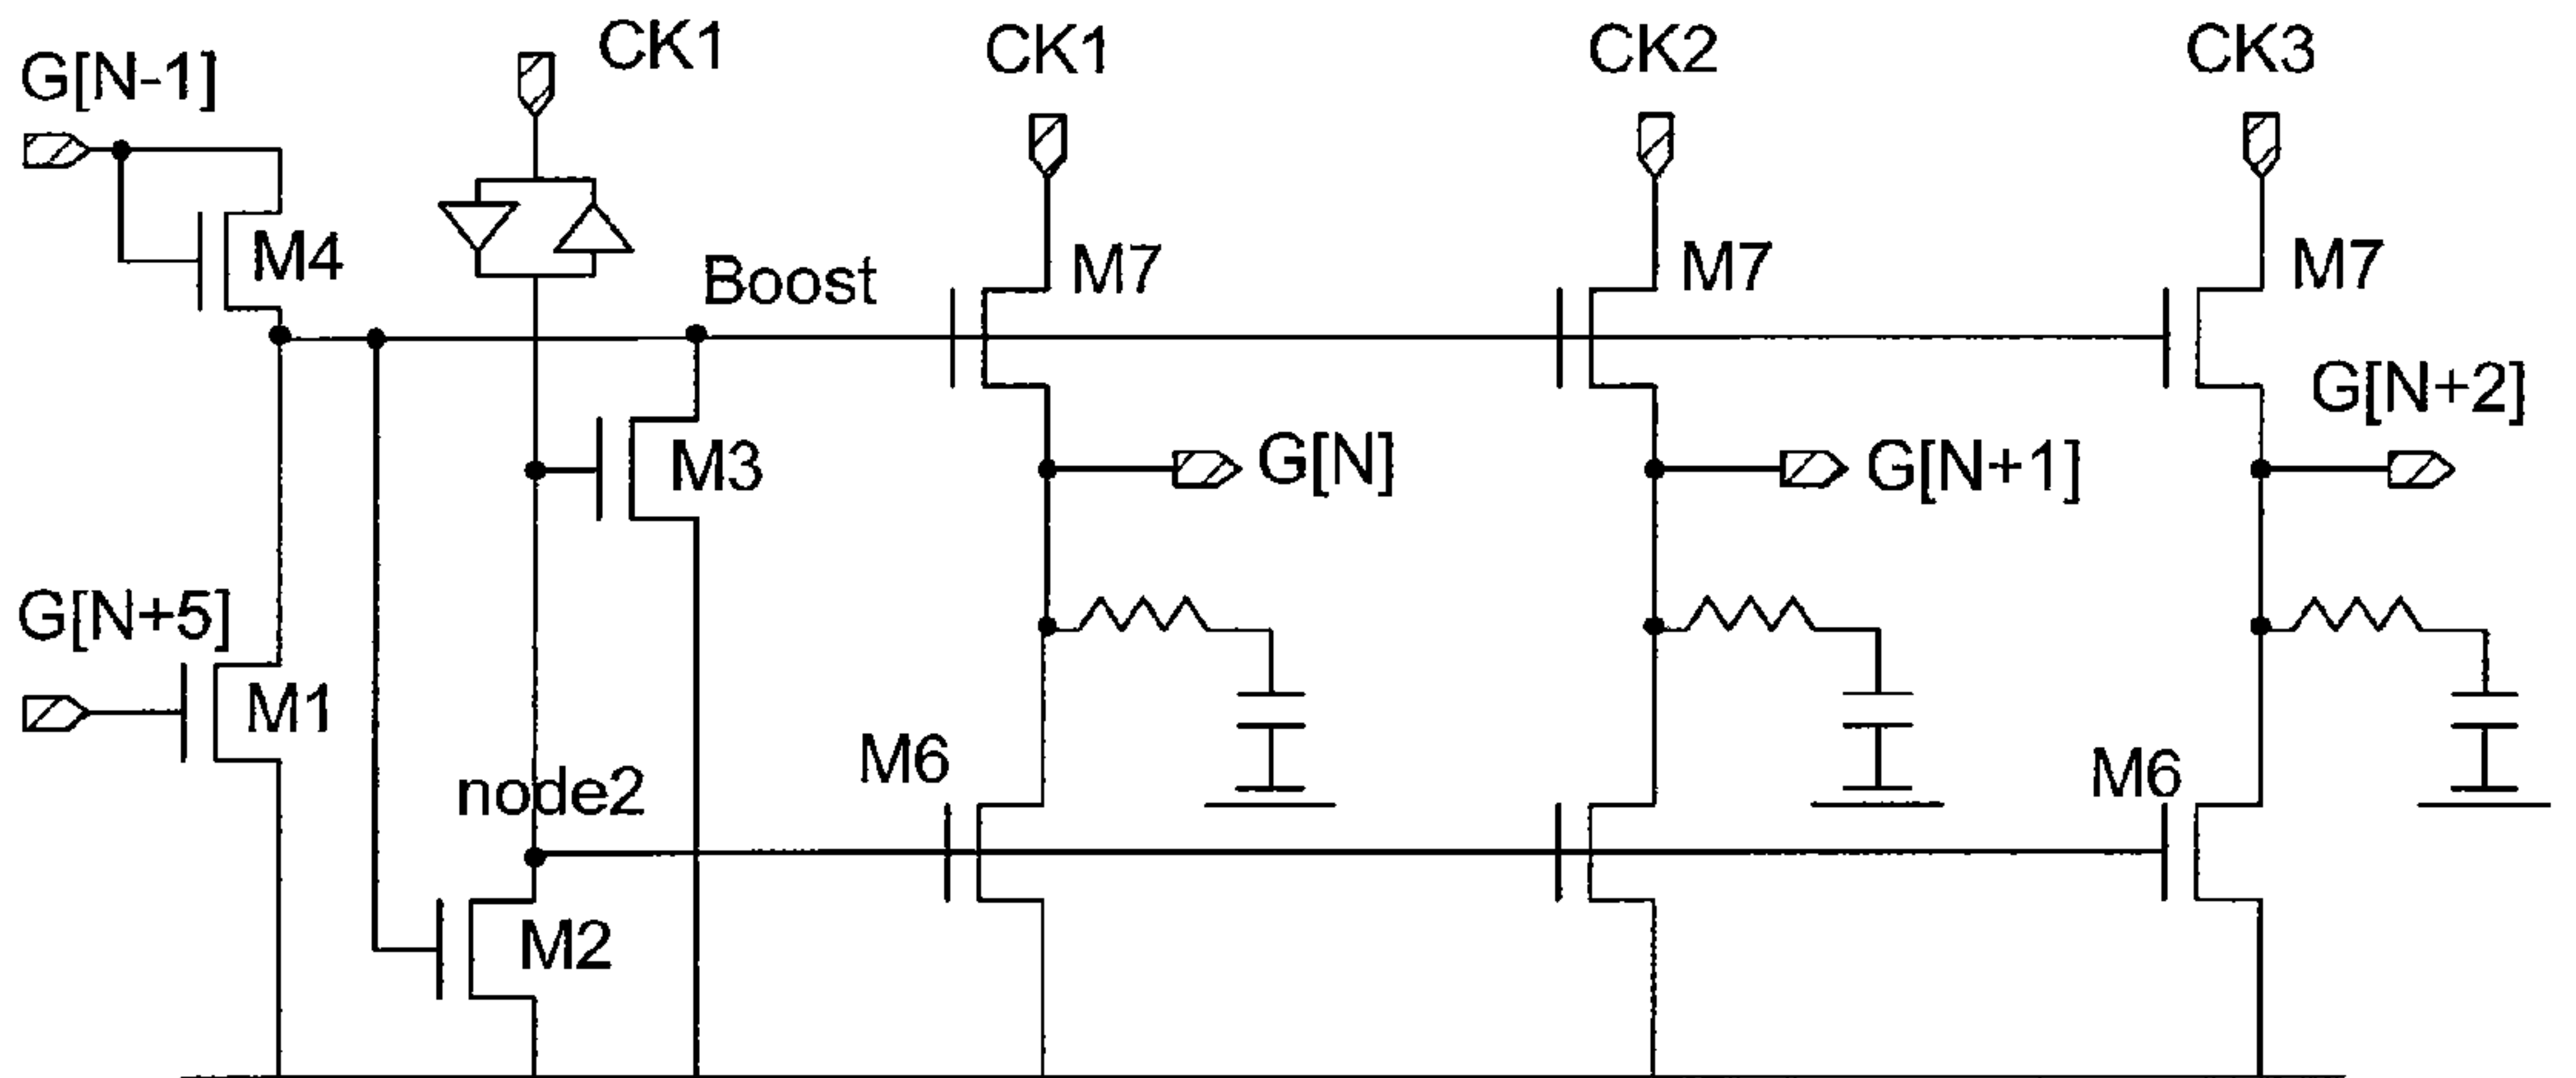 CK1
CK1
CK2
CK3
G[N-1]
M4
Boost
M7
M7
M7
G[N+2]
M3
G[N]
G[N+1]
G[N+5]
M1
M6
M6
node2
M2